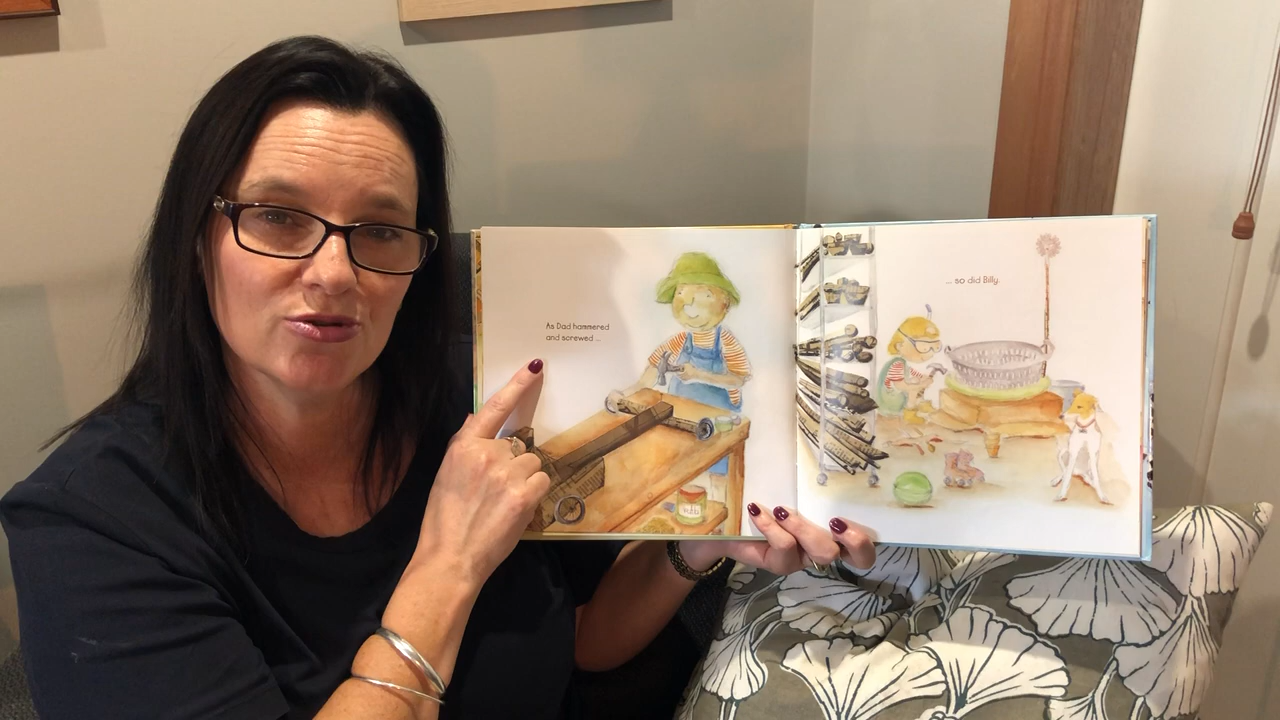 As Dad hammered
and screwed ...
... so did Billy.